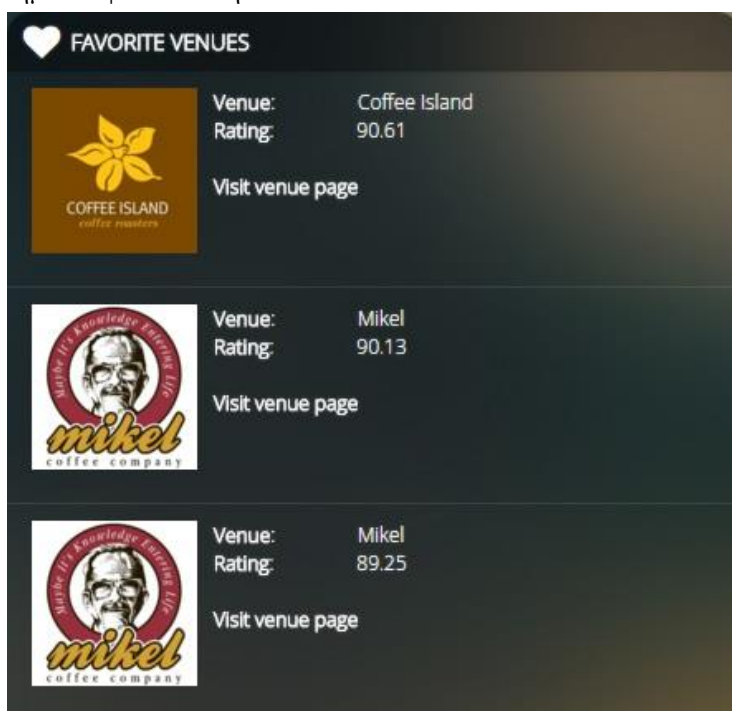 FAVORITE VENUES
Venue: Coffee Island
Rating: 90.61
Visit venue page
COFFEE ISLAND
coffee roasters
Venue: Mikel
Rating: 90.13
Visit venue page
Maybe It's Knowledge Entering Life
mikel
coffee company
Venue: Mikel
Rating: 89.25
Visit venue page
Maybe It's Knowledge Entering Life
mikel
coffee company